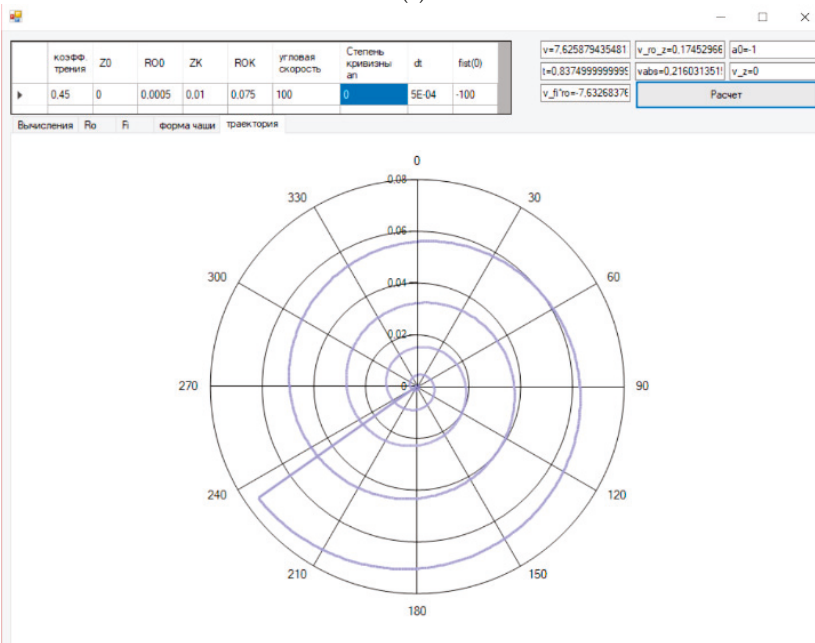 коэфф. трения Z0 RO0 ZK ROK угловая скорость Степень кривизны an dt fist(0)
0,45 0 0.0005 0,01 0,075 100 0 5E-04 -100
v=7,625879435481 v_ro_z=0,17452966 a0=-1
t=0,8374999999999 vabs=0,216031351 v_z=0
v_fi*ro=-7,6326837 Расчет
Вычисления Ro Fi форма чаши траектория
0
330 0.08 30
0.06
300 0.04 60
0.02
270 0 90
240 120
210 150
180